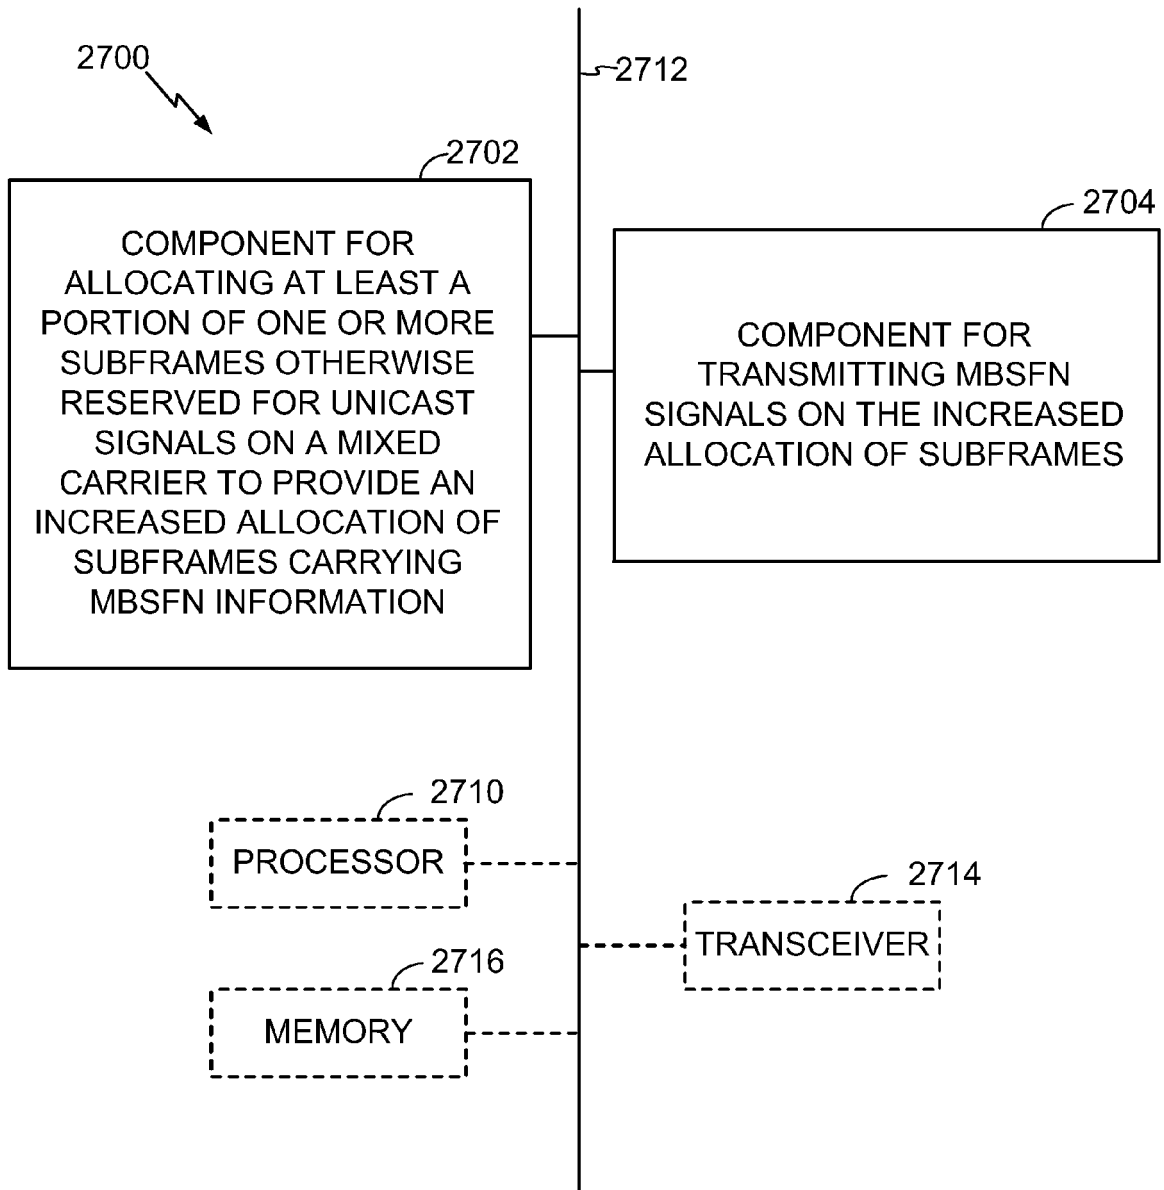 2700
2712
2702
COMPONENT FOR
ALLOCATING AT LEAST A
PORTION OF ONE OR MORE
SUBFRAMES OTHERWISE
RESERVED FOR UNICAST
SIGNALS ON A MIXED
CARRIER TO PROVIDE AN
INCREASED ALLOCATION OF
SUBFRAMES CARRYING
MBSFN INFORMATION
2704
COMPONENT FOR
TRANSMITTING MBSFN
SIGNALS ON THE INCREASED
ALLOCATION OF SUBFRAMES
2710
PROCESSOR
2714
TRANSCEIVER
2716
MEMORY